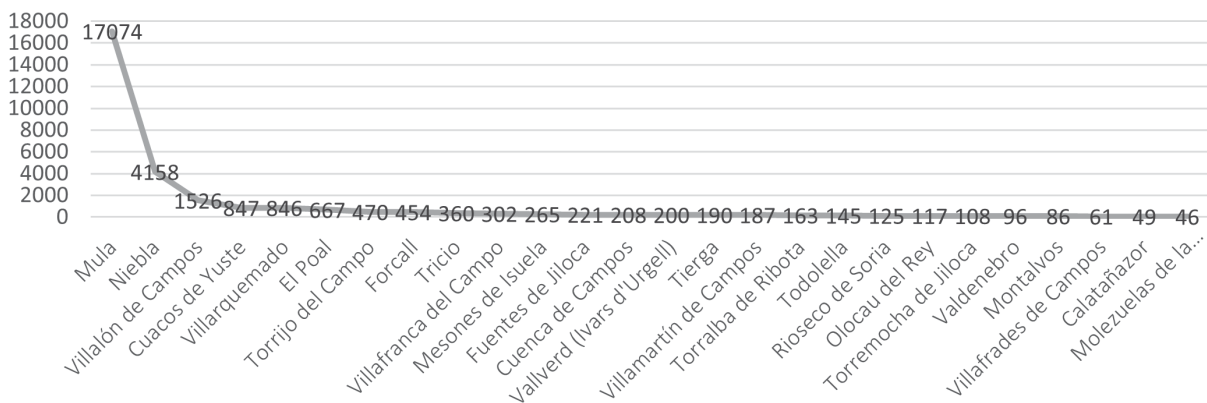 18000
16000
14000
12000
10000
8000
6000
4000
2000
0
17074
4158
1526
847
846
667
470
454
360
302
265
221
208
200
190
187
163
145
125
117
108
96
86
61
49
46
Mula
Niebla
Villalón de Campos
Cuacos de Yuste
Villarquemado
El Poal
Torrijo del Campo
Forcall
Tricio
Villafranca del Campo
Mesones de Isuela
Fuentes de Jiloca
Cuenca de Campos
Vallverd (Ivars d'Urgell)
Tierga
Villamartín de Campos
Torralba de Ribota
Todolella
Rioseco de Soria
Olocau del Rey
Torremocha de Jiloca
Valdenebro
Montalvos
Villafrades de Campos
Calatañazor
Molezuelas de la...